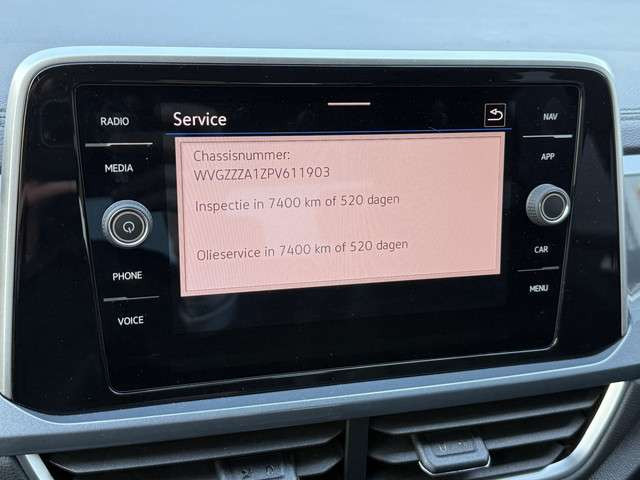 Service
RADIO
MEDIA
PHONE
VOICE
Chassisnummer:
WVGZZZA1ZPV611903
Inspectie in 7400 km of 520 dagen
Olieservice in 7400 km of 520 dagen
NAV
APP
CAR
MENU